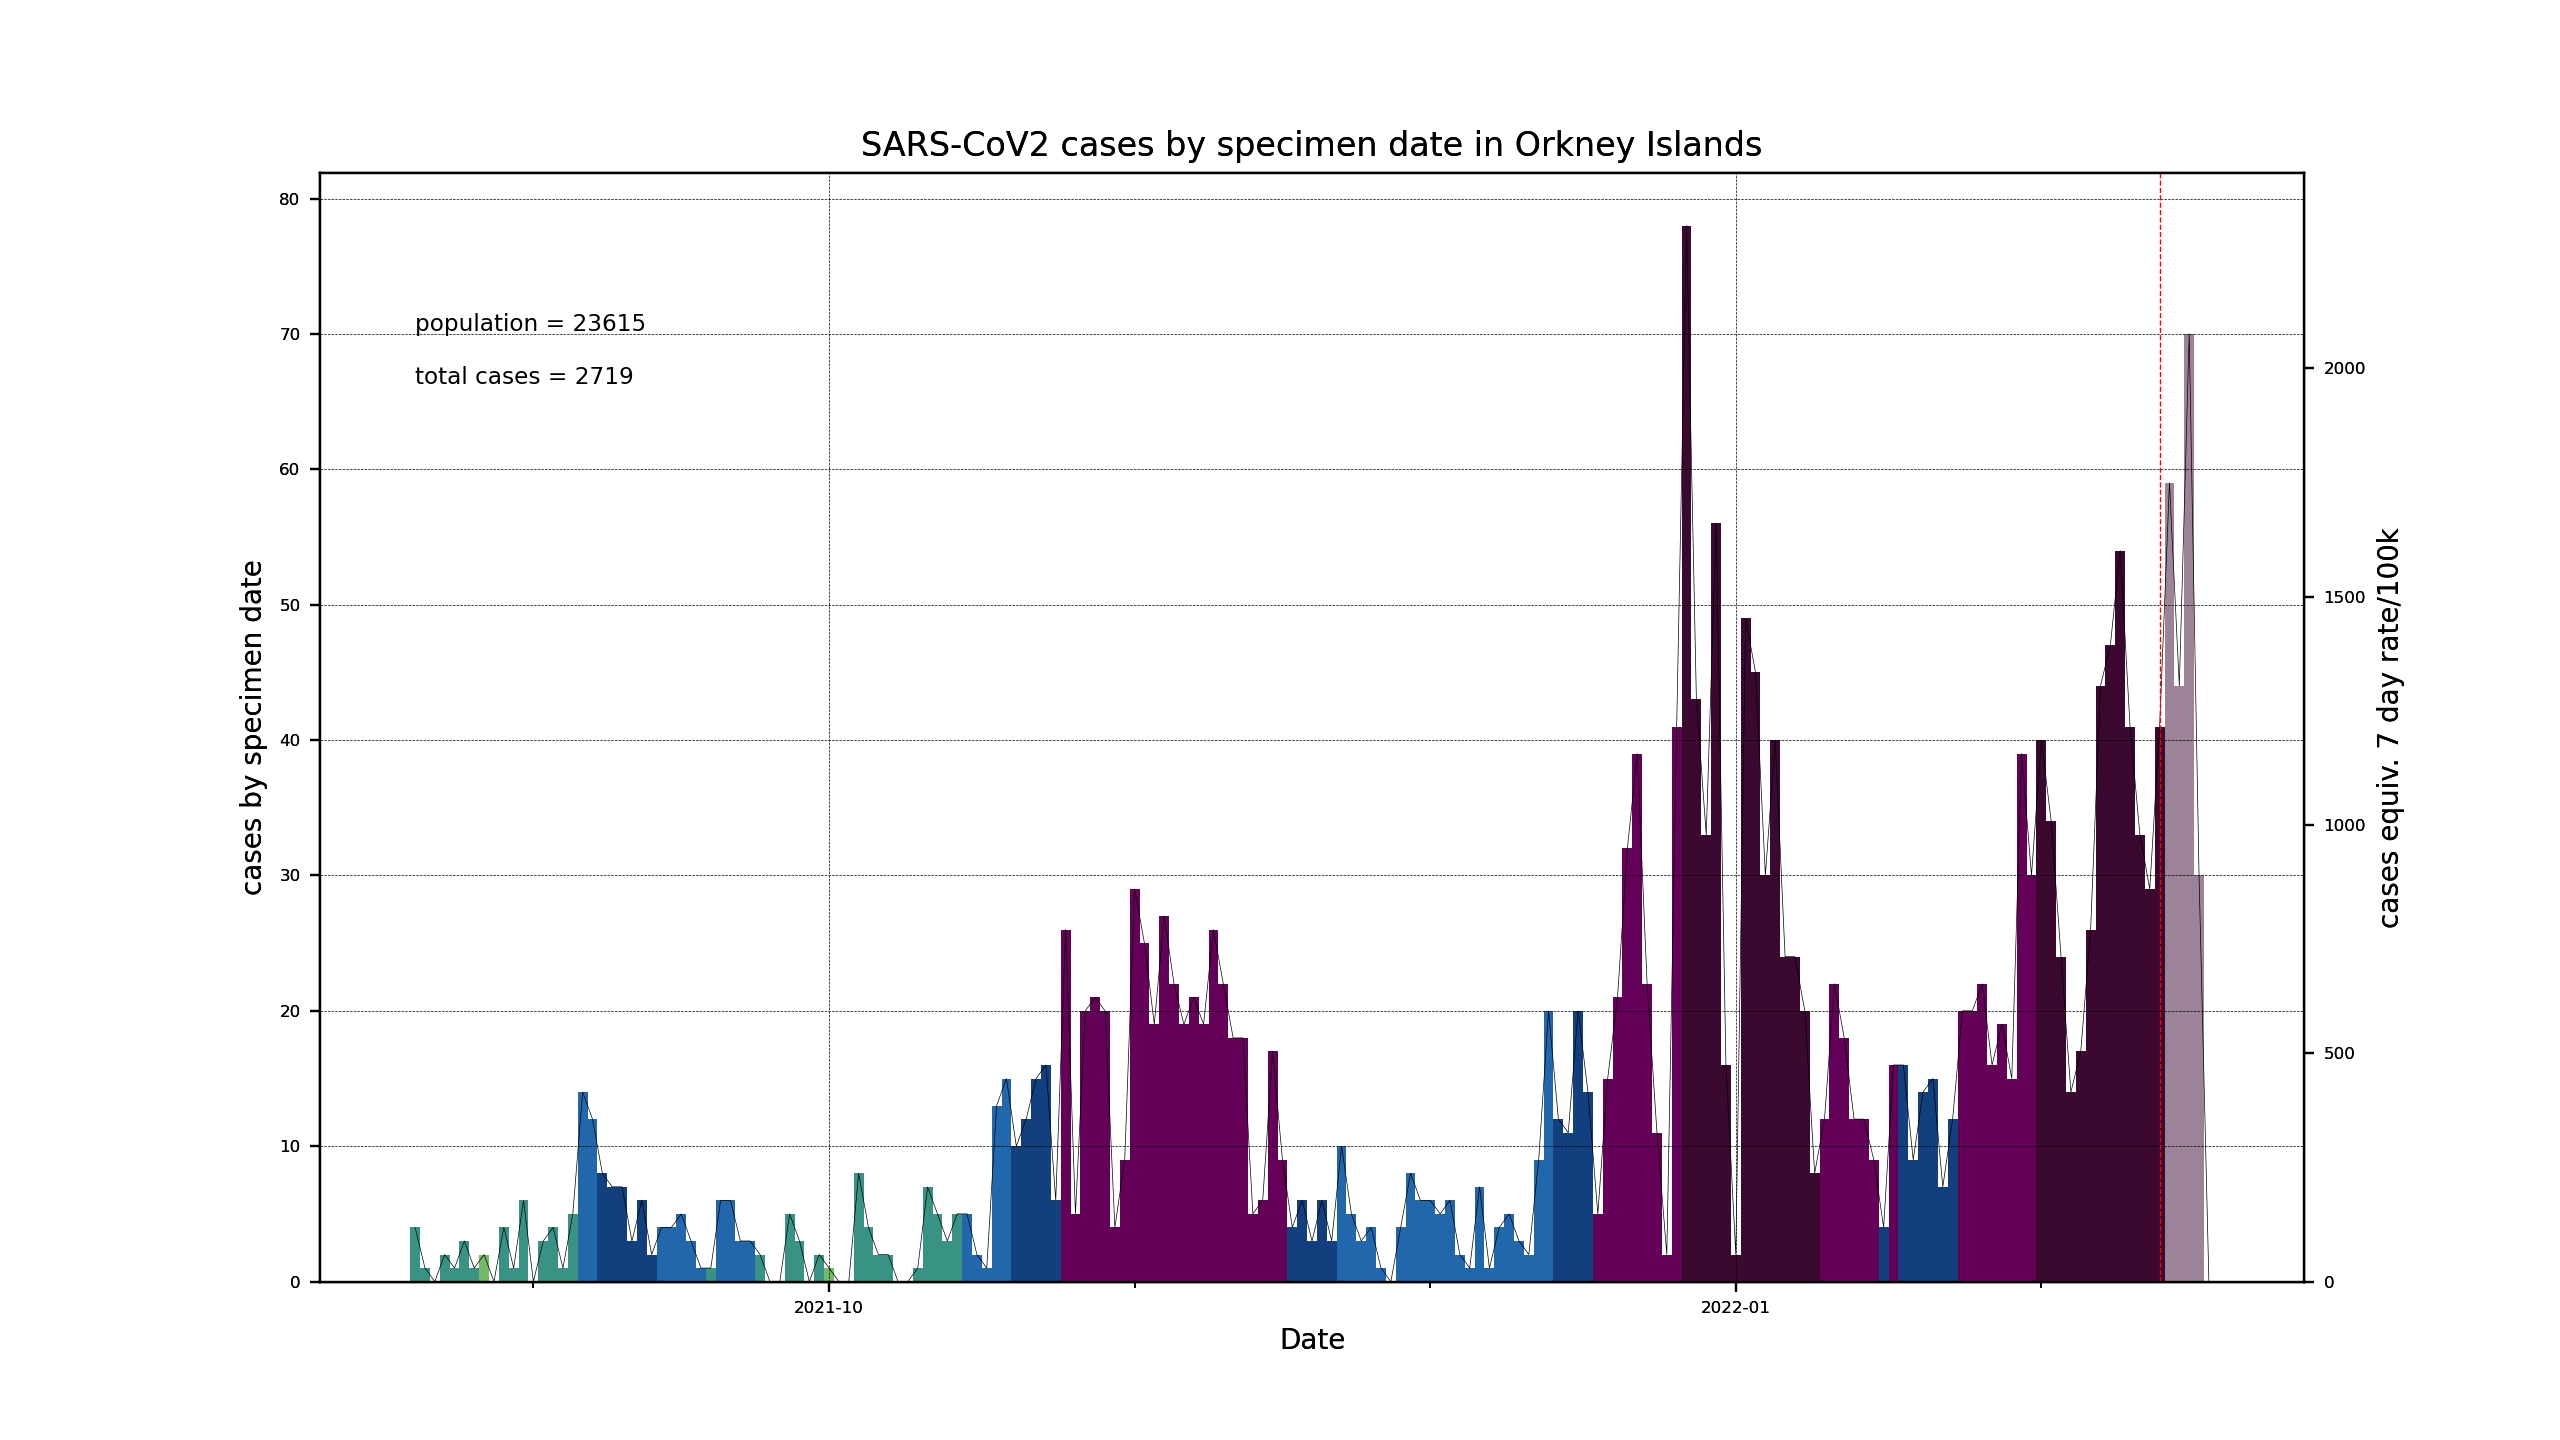 SARS-CoV2 cases by specimen date in Orkney Islands
population = 23615
total cases = 2719
cases by specimen date
80
70
60
50
40
30
20
10
0
2000
1500
1000
500
0
cases equiv. 7 day rate/100k
2021-10
2022-01
Date